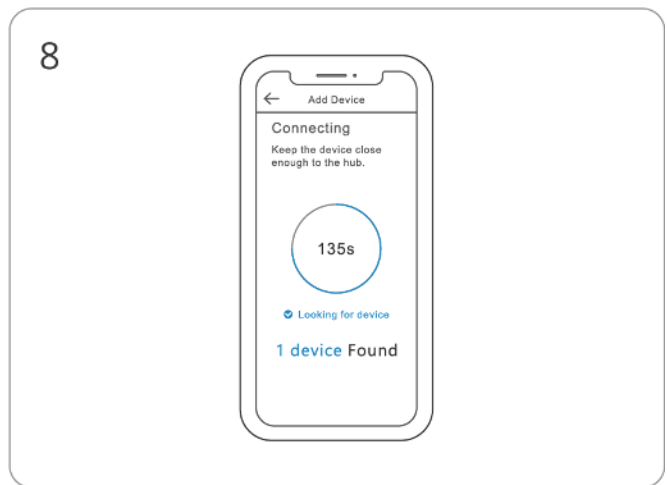 8
Add Device
Connecting
Keep the device close
enough to the hub.
135s
Looking for device
1 device Found